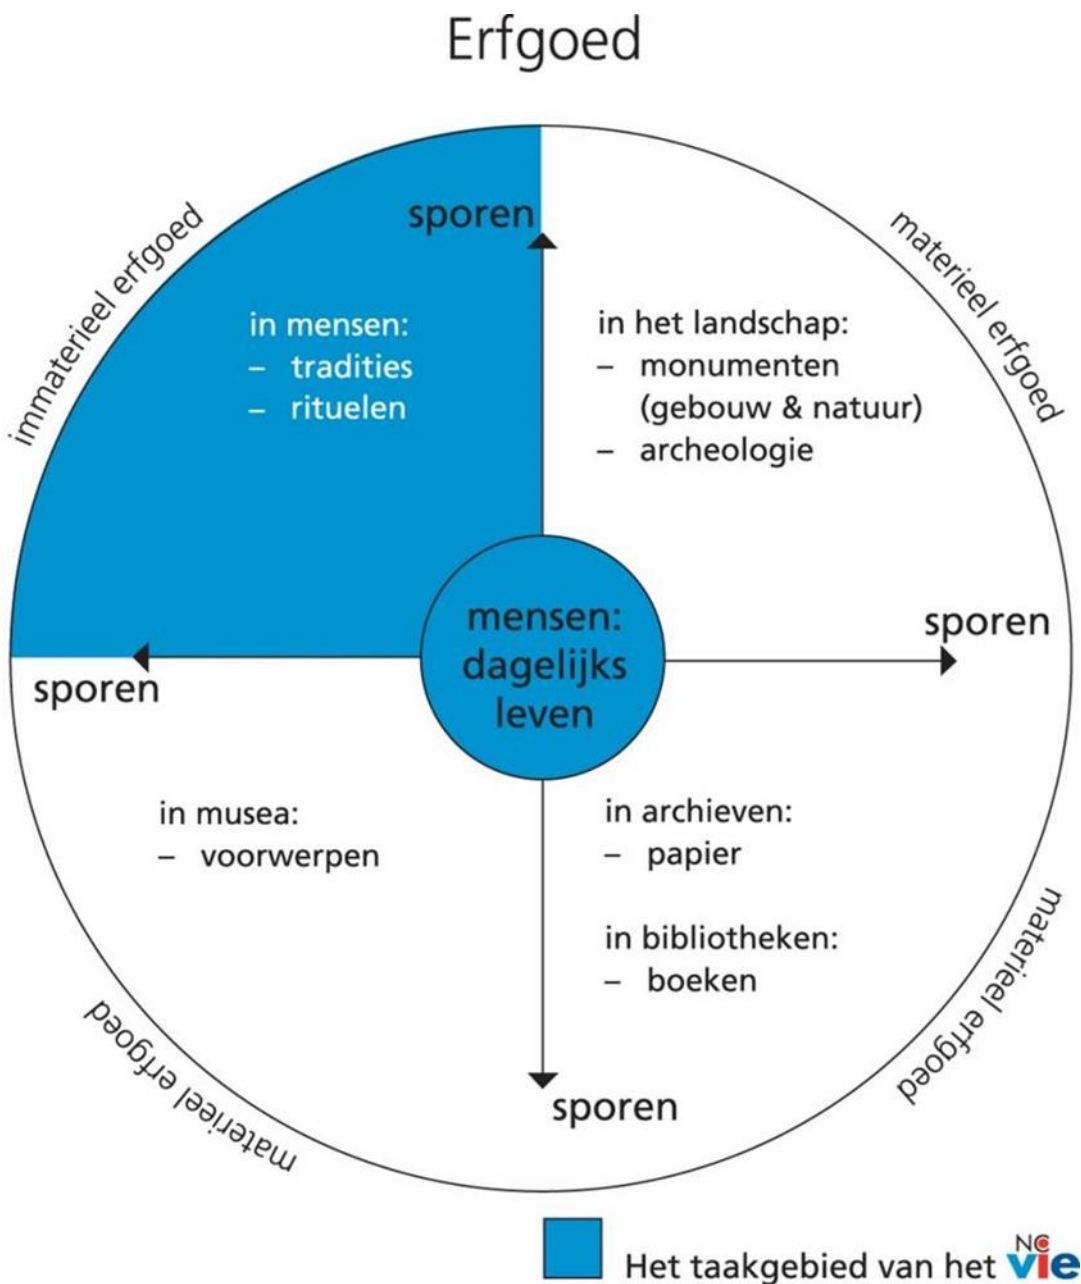 Erfgoed
immaterieel erfgoed
materieel erfgoed
sporen
in mensen:
– tradities
– rituelen
in het landschap:
– monumenten
(gebouw & natuur)
– archeologie
mensen:
dagelijks
leven
sporen
sporen
in musea:
– voorwerpen
in archieven:
– papier
in bibliotheken:
– boeken
sporen
materieel erfgoed
materieel erfgoed
Het taakgebied van het NC vie